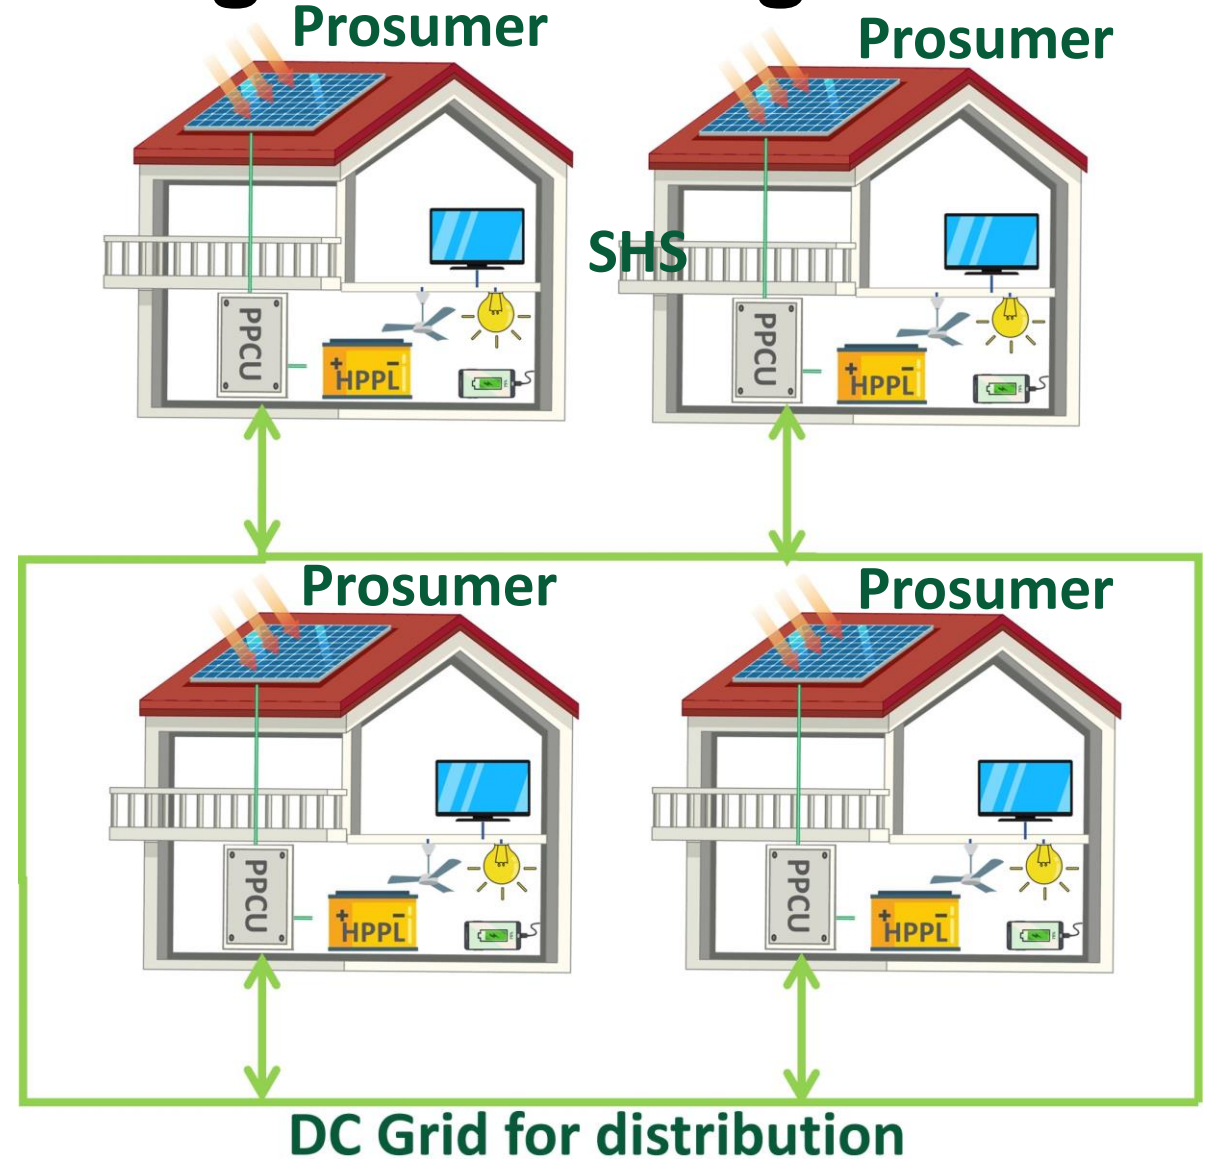 Prosumer
Prosumer
SHS
PPCU
+ -
HPPL
PPCU
+ -
HPPL
Prosumer
Prosumer
PPCU
+ -
HPPL
PPCU
+ -
HPPL
DC Grid for distribution